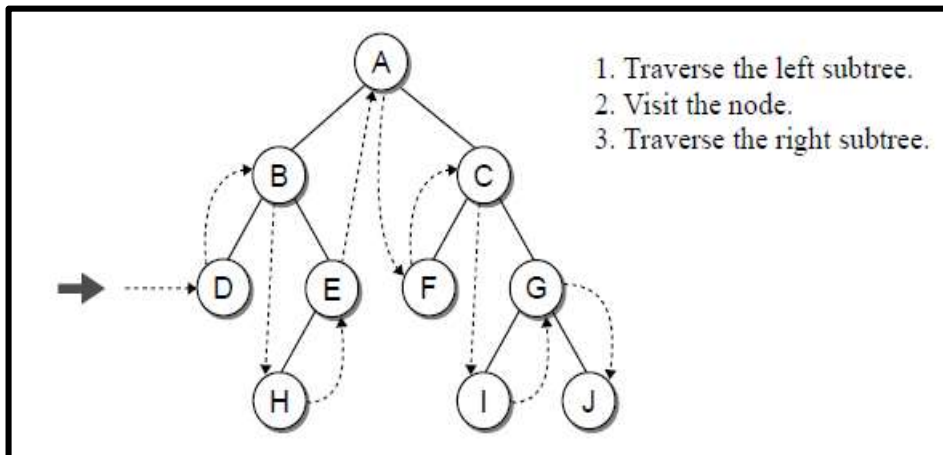 A
1. Traverse the left subtree.
2. Visit the node.
3. Traverse the right subtree.
B
C
D
E
F
G
H
I
J